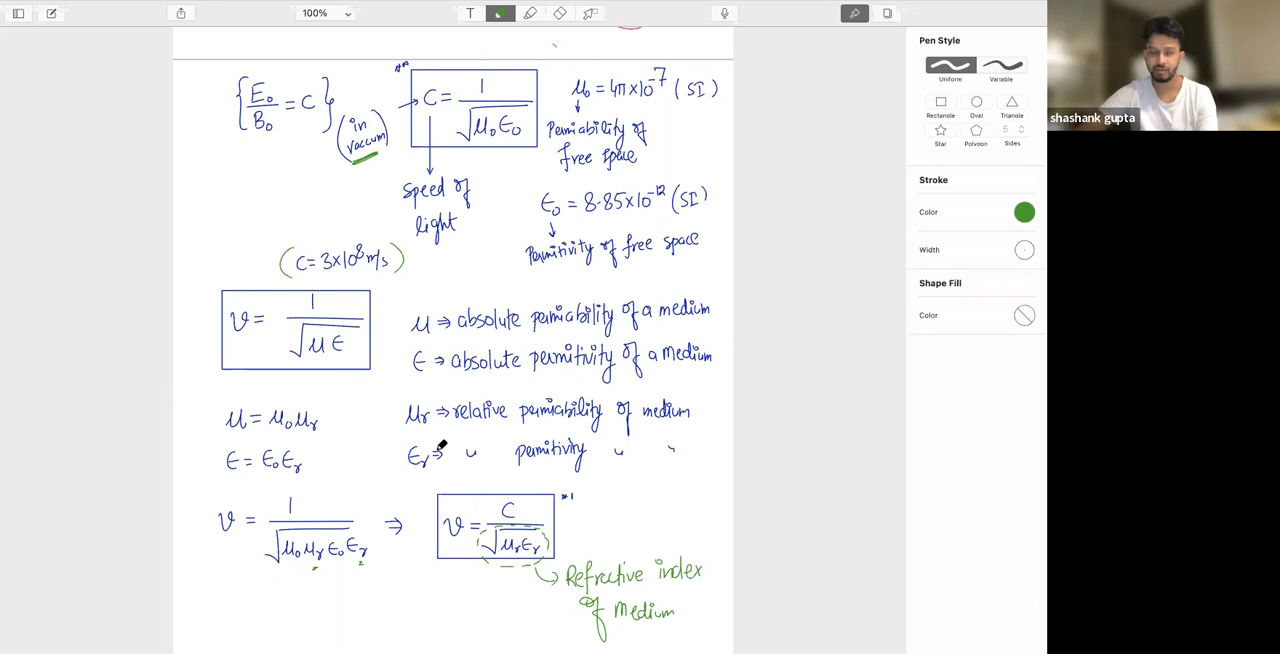 100%
T
{E₀/B₀ = C} (in vaccum)
C = 1/√(μ₀ε₀)
μ₀ = 4π×10⁻⁷ (SI)
Permiability of
free space
speed of
light
ε₀ = 8.85×10⁻¹² (SI)
Permitivity of free space
(C = 3×10⁸ m/s)
v = 1/√(με)
μ ⇒ absolute permiability of a medium
ε ⇒ absolute permitivity of a medium
μ = μ₀μᵣ
μᵣ ⇒ relative permiability of medium
ε = ε₀εᵣ
εᵣ ⇒ " permitivity " "
v = 1/√(μ₀μᵣε₀εᵣ) ⇒ v = C/√(μᵣεᵣ)
Refractive index
of medium
Pen Style
Uniform Variable
Rectangle Oval Triangle
Star Polygon 5 Sides
Stroke
Color
Width
Shape Fill
Color
shashank gupta